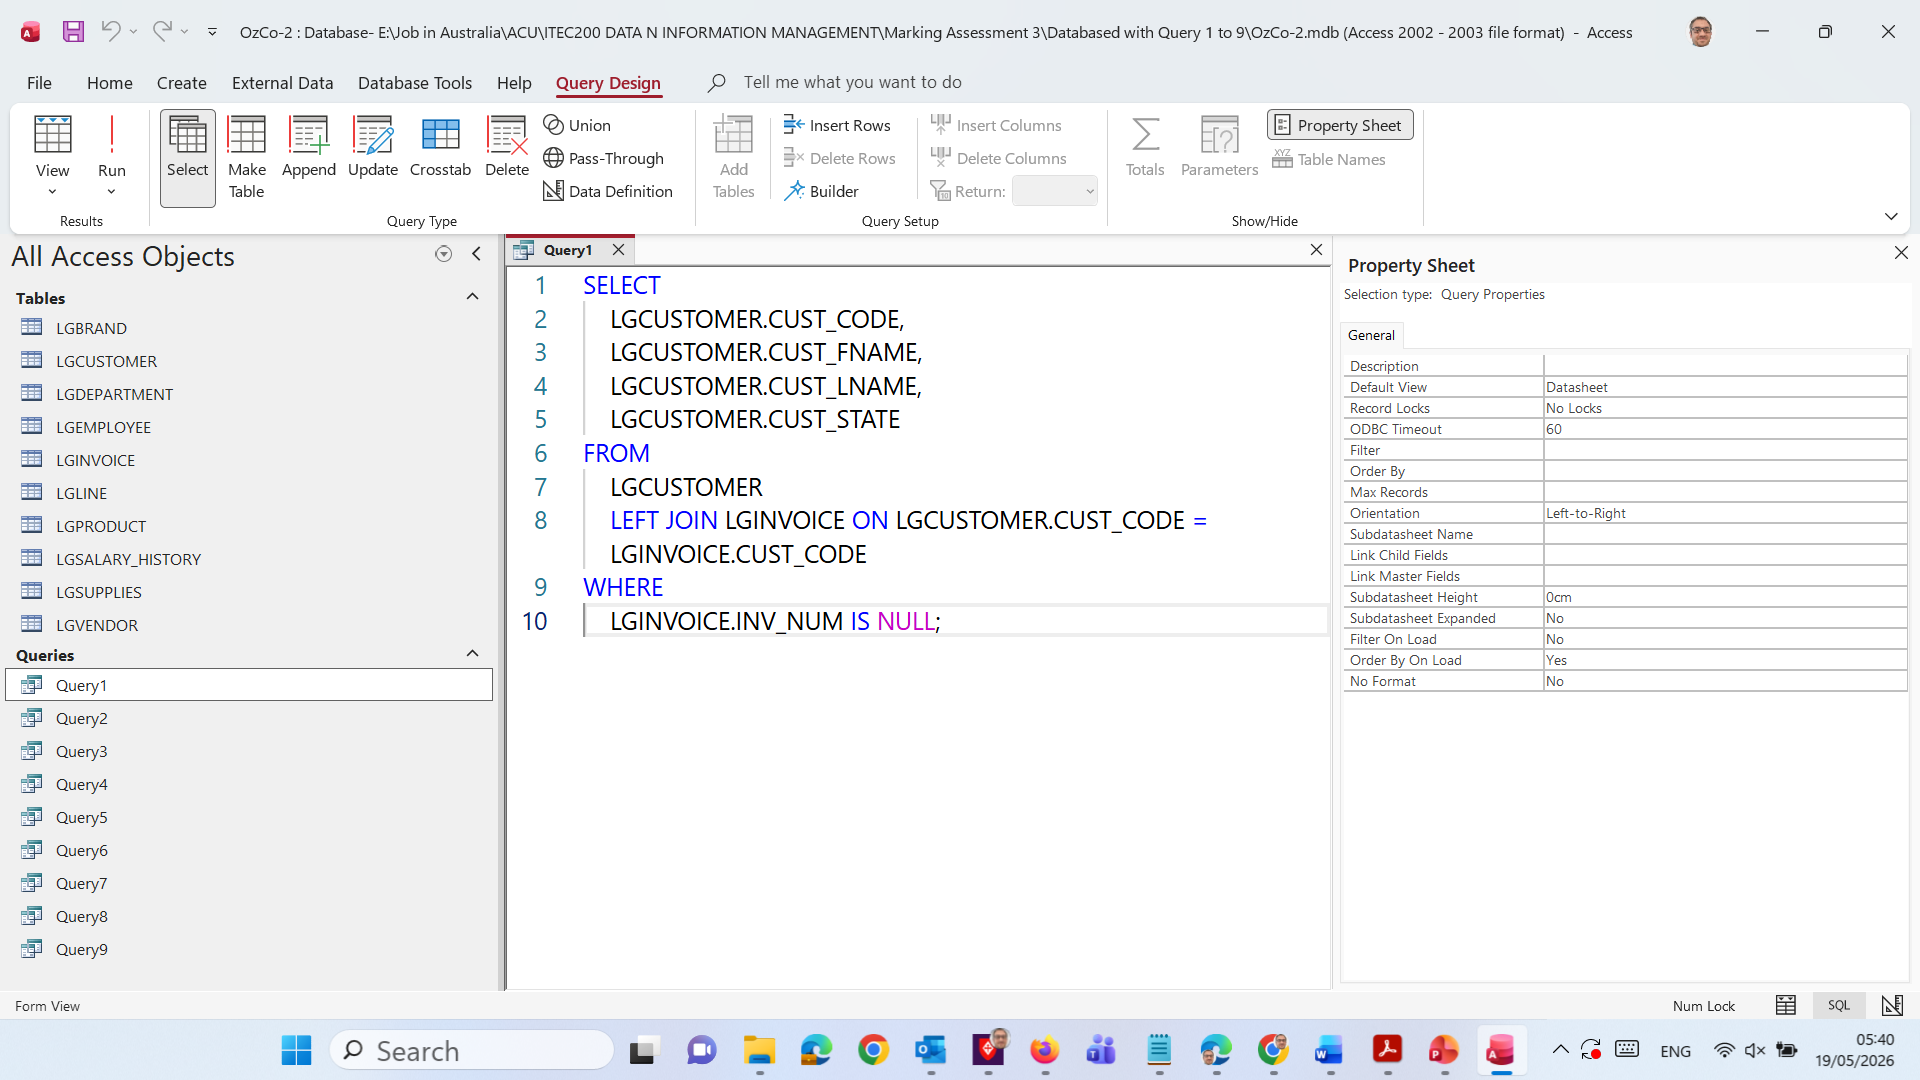 OzCo-2 : Database- E:\Job in Australia\ACU\ITEC200 DATA N INFORMATION MANAGEMENT\Marking Assessment 3\Databased with Query 1 to 9\OzCo-2.mdb (Access 2002 - 2003 file format) - Access
File Home Create External Data Database Tools Help Query Design Tell me what you want to do
View
Run
Results
Select
Make Table
Append
Update
Crosstab
Delete
Union
Pass-Through
Data Definition
Query Type
Add Tables
Insert Rows
Delete Rows
Builder
Insert Columns
Delete Columns
Return:
Query Setup
Totals
Parameters
Property Sheet
XYZ Table Names
Show/Hide
All Access Objects
Tables
LGBRAND
LGCUSTOMER
LGDEPARTMENT
LGEMPLOYEE
LGINVOICE
LGLINE
LGPRODUCT
LGSALARY_HISTORY
LGSUPPLIES
LGVENDOR
Queries
Query1
Query2
Query3
Query4
Query5
Query6
Query7
Query8
Query9
Query1
1 SELECT
2 LGCUSTOMER.CUST_CODE,
3 LGCUSTOMER.CUST_FNAME,
4 LGCUSTOMER.CUST_LNAME,
5 LGCUSTOMER.CUST_STATE
6 FROM
7 LGCUSTOMER
8 LEFT JOIN LGINVOICE ON LGCUSTOMER.CUST_CODE =
LGINVOICE.CUST_CODE
9 WHERE
10 LGINVOICE.INV_NUM IS NULL;
Property Sheet
Selection type: Query Properties
General
Description
Default View Datasheet
Record Locks No Locks
ODBC Timeout 60
Filter
Order By
Max Records
Orientation Left-to-Right
Subdatasheet Name
Link Child Fields
Link Master Fields
Subdatasheet Height 0cm
Subdatasheet Expanded No
Filter On Load No
Order By On Load Yes
No Format No
Form View
Num Lock
SQL
Search
ENG
05:40
19/05/2026